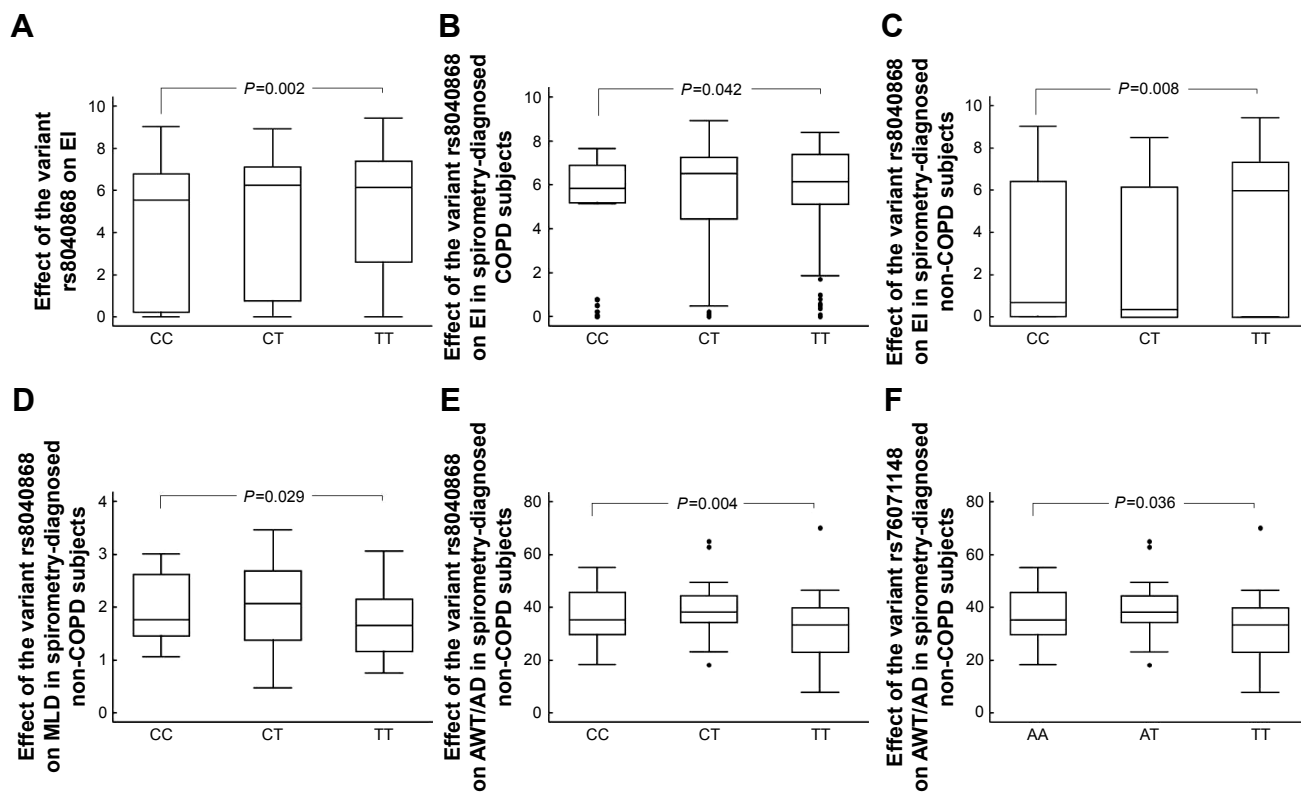 A
Effect of the variant
rs8040868 on EI
P=0.002
10
8
6
4
2
0
CC
CT
TT
B
Effect of the variant rs8040868
on EI in spirometry-diagnosed
COPD subjects
P=0.042
10
8
6
4
2
0
CC
CT
TT
C
Effect of the variant rs8040868
on EI in spirometry-diagnosed
non-COPD subjects
P=0.008
10
8
6
4
2
0
CC
CT
TT
D
Effect of the variant rs8040868
on MLD in spirometry-diagnosed
non-COPD subjects
P=0.029
4
3
2
1
0
CC
CT
TT
E
Effect of the variant rs8040868
on AWT/AD in spirometry-diagnosed
non-COPD subjects
P=0.004
80
60
40
20
0
CC
CT
TT
F
Effect of the variant rs76071148
on AWT/AD in spirometry-diagnosed
non-COPD subjects
P=0.036
80
60
40
20
0
AA
AT
TT